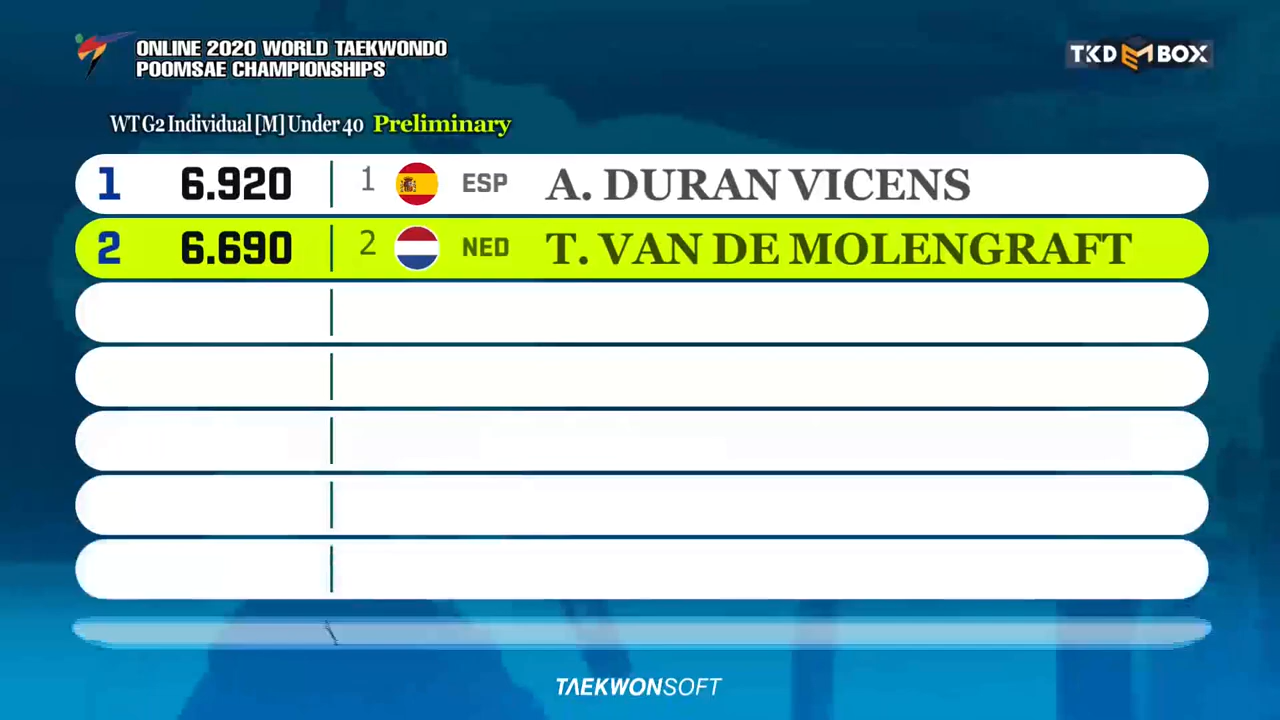 ONLINE 2020 WORLD TAEKWONDO
POOMSAE CHAMPIONSHIPS
TKD BOX
WT G2 Individual [M] Under 40 Preliminary
1 6.920 1 ESP A. DURAN VICENS
2 6.690 2 NED T. VAN DE MOLENGRAFT
TAEKWONSOFT